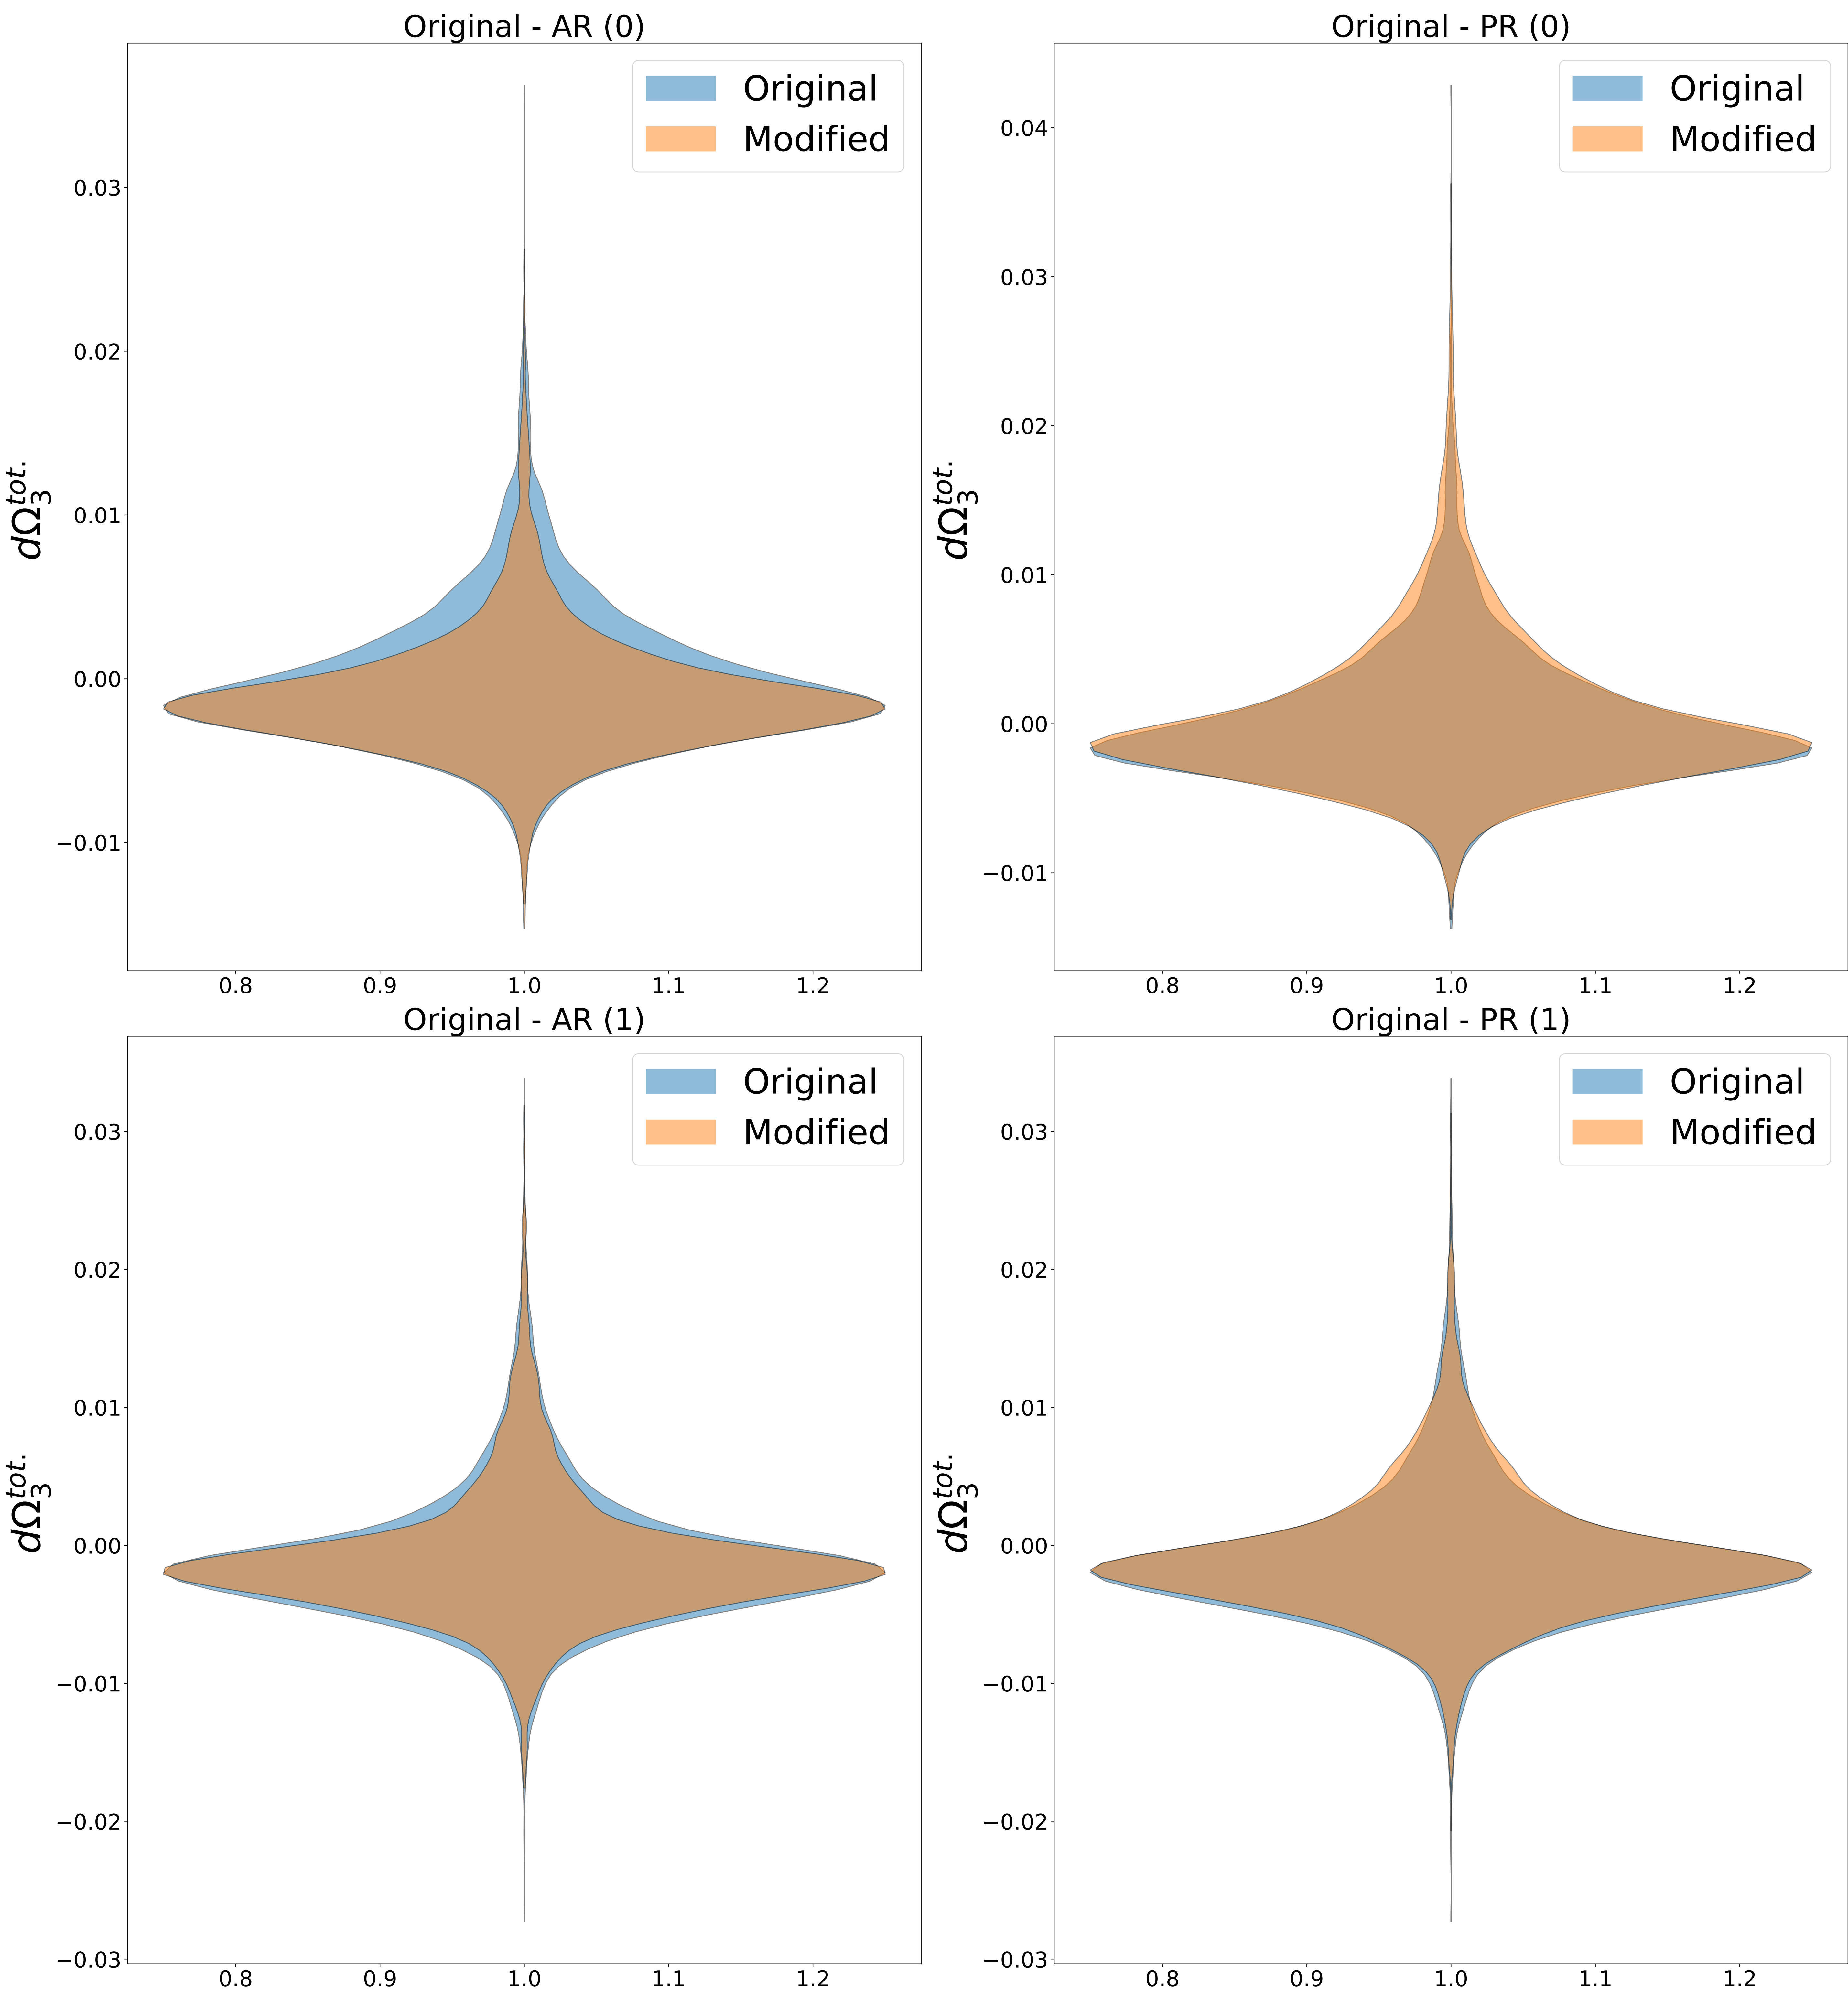 Original - AR (0)
Original
Modified
dΩ₃ᵗᵒᵗ·
0.03
0.02
0.01
0.00
−0.01
0.8 0.9 1.0 1.1 1.2
Original - PR (0)
Original
Modified
dΩ₃ᵗᵒᵗ·
0.04
0.03
0.02
0.01
0.00
−0.01
0.8 0.9 1.0 1.1 1.2
Original - AR (1)
Original
Modified
dΩ₃ᵗᵒᵗ·
0.03
0.02
0.01
0.00
−0.01
−0.02
−0.03
0.8 0.9 1.0 1.1 1.2
Original - PR (1)
Original
Modified
dΩ₃ᵗᵒᵗ·
0.03
0.02
0.01
0.00
−0.01
−0.02
−0.03
0.8 0.9 1.0 1.1 1.2